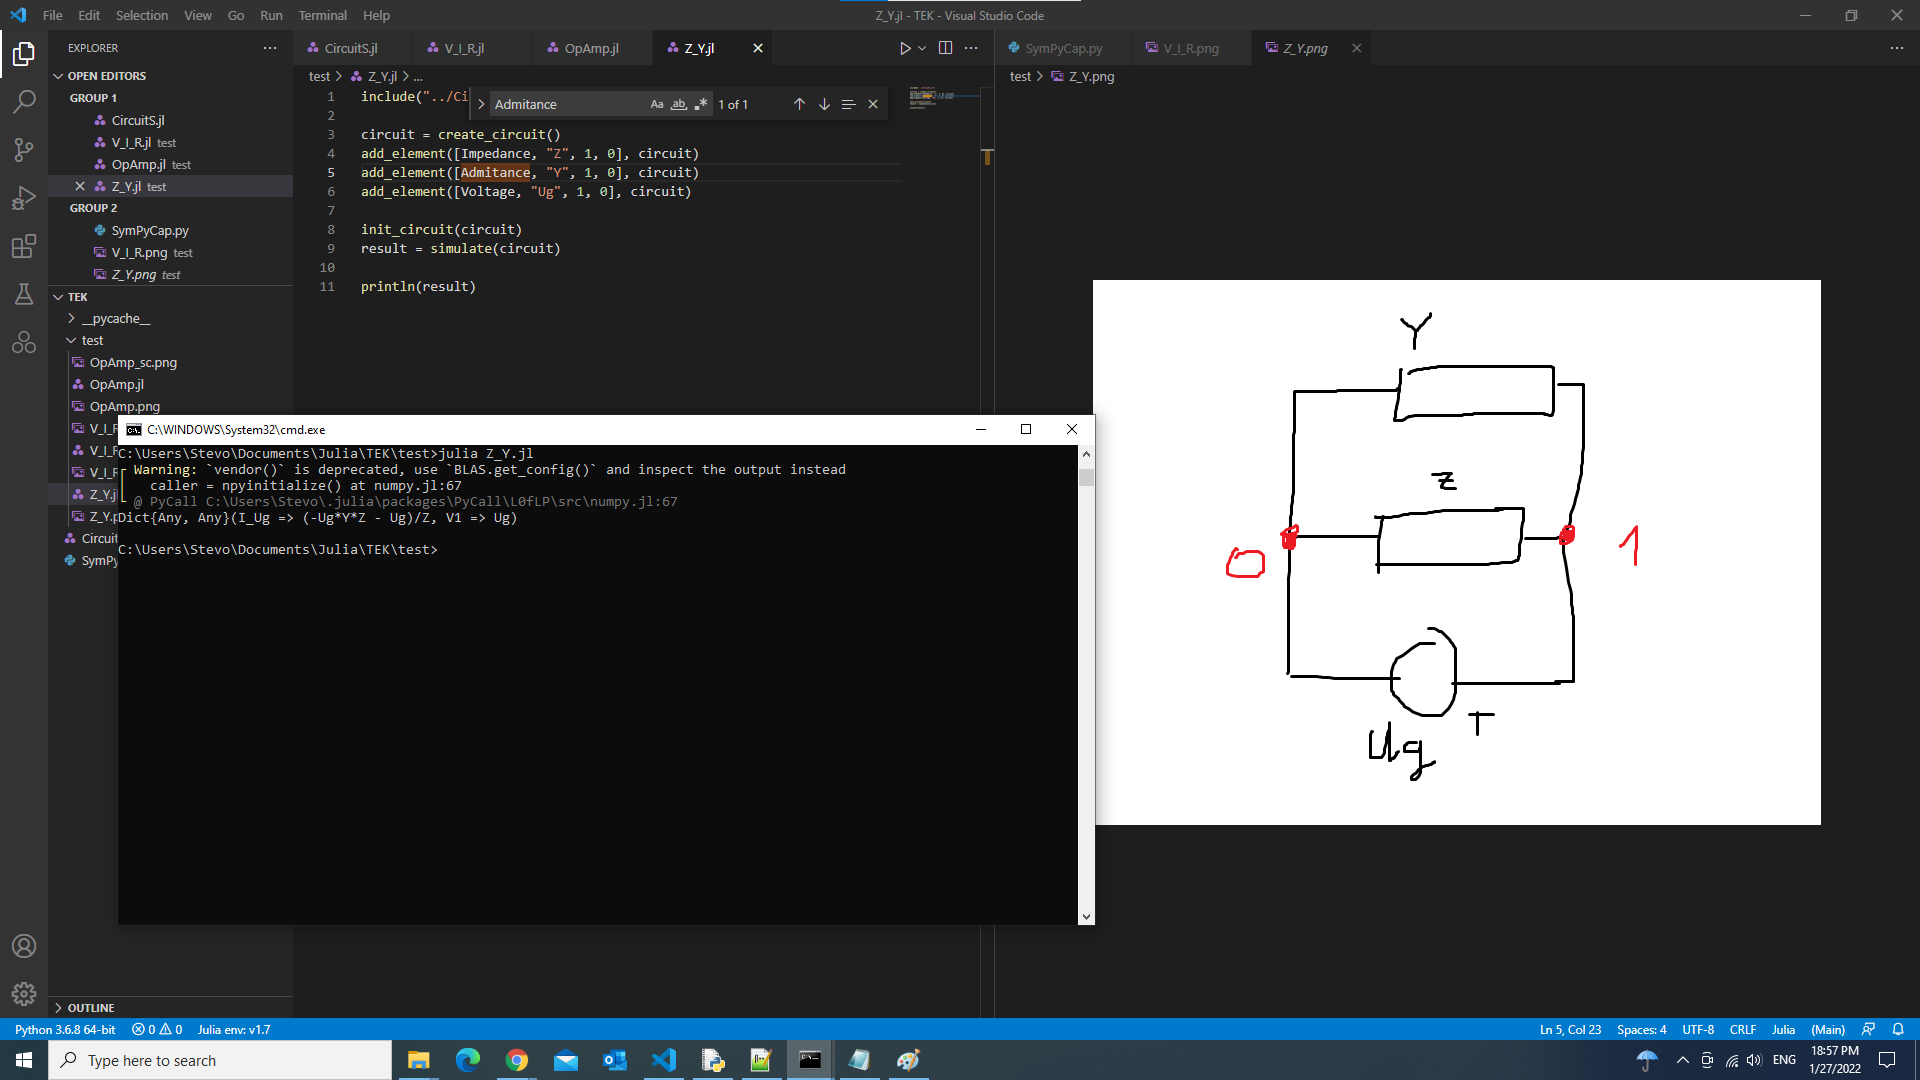 File Edit Selection View Go Run Terminal Help
Z_Y.jl - TEK - Visual Studio Code
EXPLORER
OPEN EDITORS
GROUP 1
CircuitS.jl
V_I_R.jl test
OpAmp.jl test
Z_Y.jl test
GROUP 2
SymPyCap.py
V_I_R.png test
Z_Y.png test
TEK
__pycache__
test
OpAmp_sc.png
OpAmp.jl
OpAmp.png
V_I_R
V_I_R
V_I_R
Z_Y.j
Z_Y.p
Circuit
SymPy
OUTLINE
CircuitS.jl V_I_R.jl OpAmp.jl Z_Y.jl
test > Z_Y.jl > ...
Admitance Aa ab 1 of 1
1 include("../Ci
2
3 circuit = create_circuit()
4 add_element([Impedance, "Z", 1, 0], circuit)
5 add_element([Admitance, "Y", 1, 0], circuit)
6 add_element([Voltage, "Ug", 1, 0], circuit)
7
8 init_circuit(circuit)
9 result = simulate(circuit)
10
11 println(result)
SymPyCap.py V_I_R.png Z_Y.png
test > Z_Y.png
Y
Z
0
1
Ug
C:\WINDOWS\System32\cmd.exe
C:\Users\Stevo\Documents\Julia\TEK\test>julia Z_Y.jl
Warning: `vendor()` is deprecated, use `BLAS.get_config()` and inspect the output instead
caller = npyinitialize() at numpy.jl:67
@ PyCall C:\Users\Stevo\.julia\packages\PyCall\L0fLP\src\numpy.jl:67
Dict{Any, Any}(I_Ug => (-Ug*Y*Z - Ug)/Z, V1 => Ug)
C:\Users\Stevo\Documents\Julia\TEK\test>
Python 3.6.8 64-bit 0 0 Julia env: v1.7
Ln 5, Col 23 Spaces: 4 UTF-8 CRLF Julia (Main)
Type here to search
ENG
18:57 PM
1/27/2022